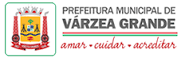 PREFEITURA MUNICIPAL DE
VÁRZEA GRANDE
amar • cuidar • acreditar